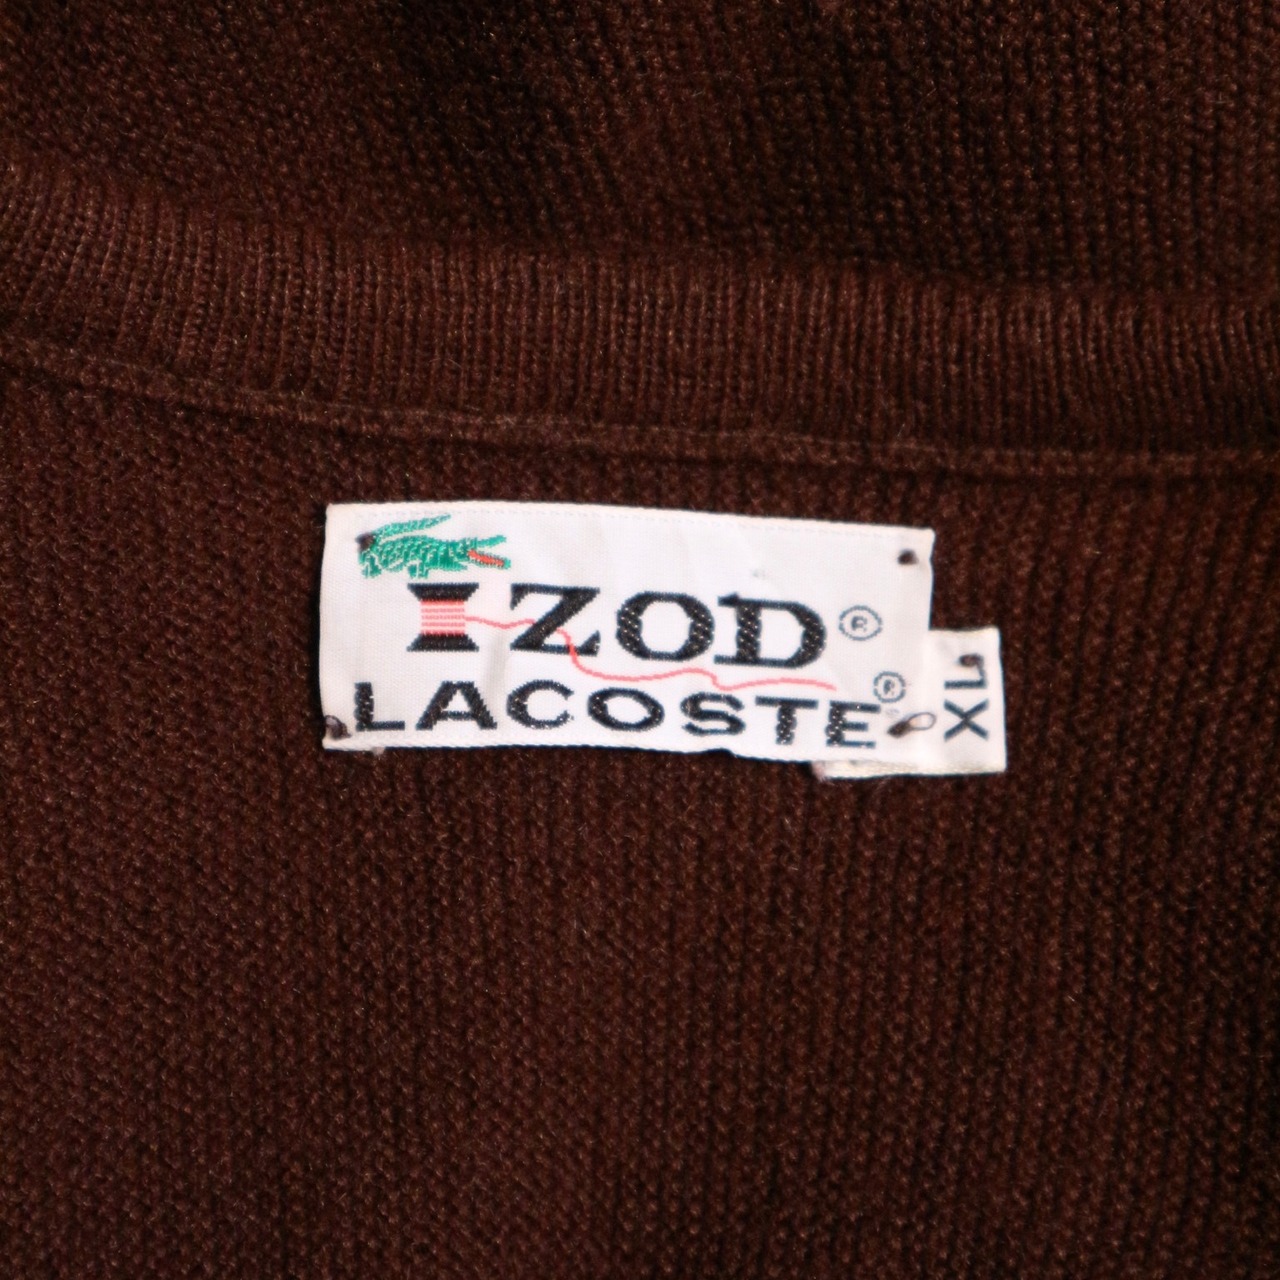 IZOD ®
LACOSTE ®
XL